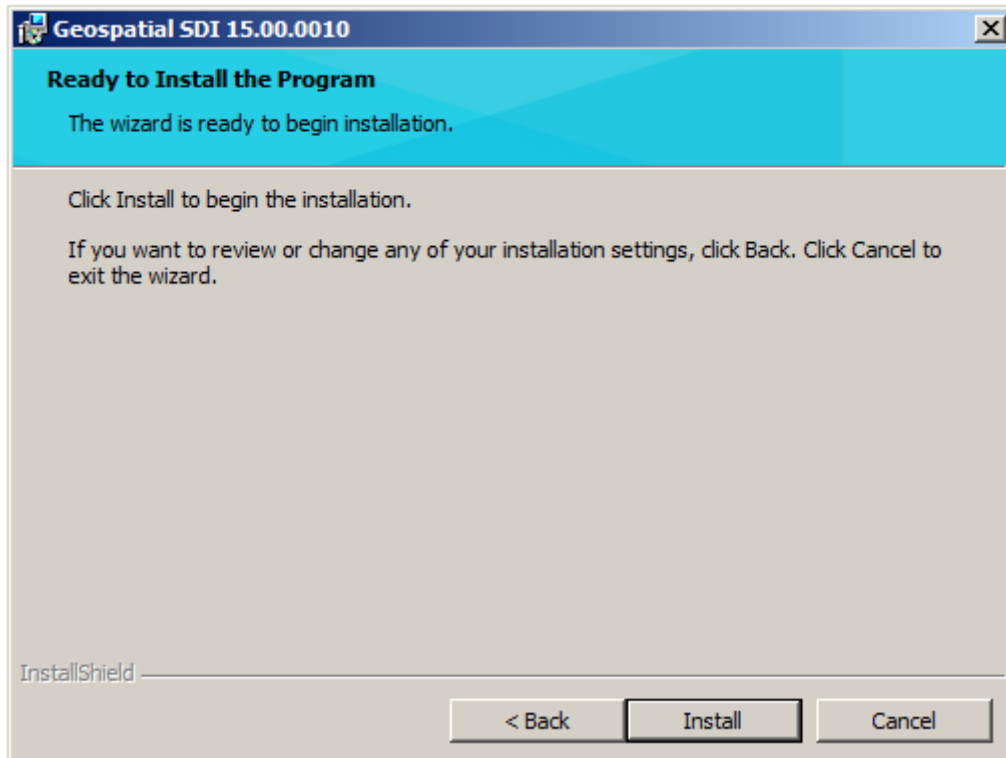 Geospatial SDI 15.00.0010
Ready to Install the Program
The wizard is ready to begin installation.
Click Install to begin the installation.
If you want to review or change any of your installation settings, click Back. Click Cancel to
exit the wizard.
InstallShield
< Back Install Cancel